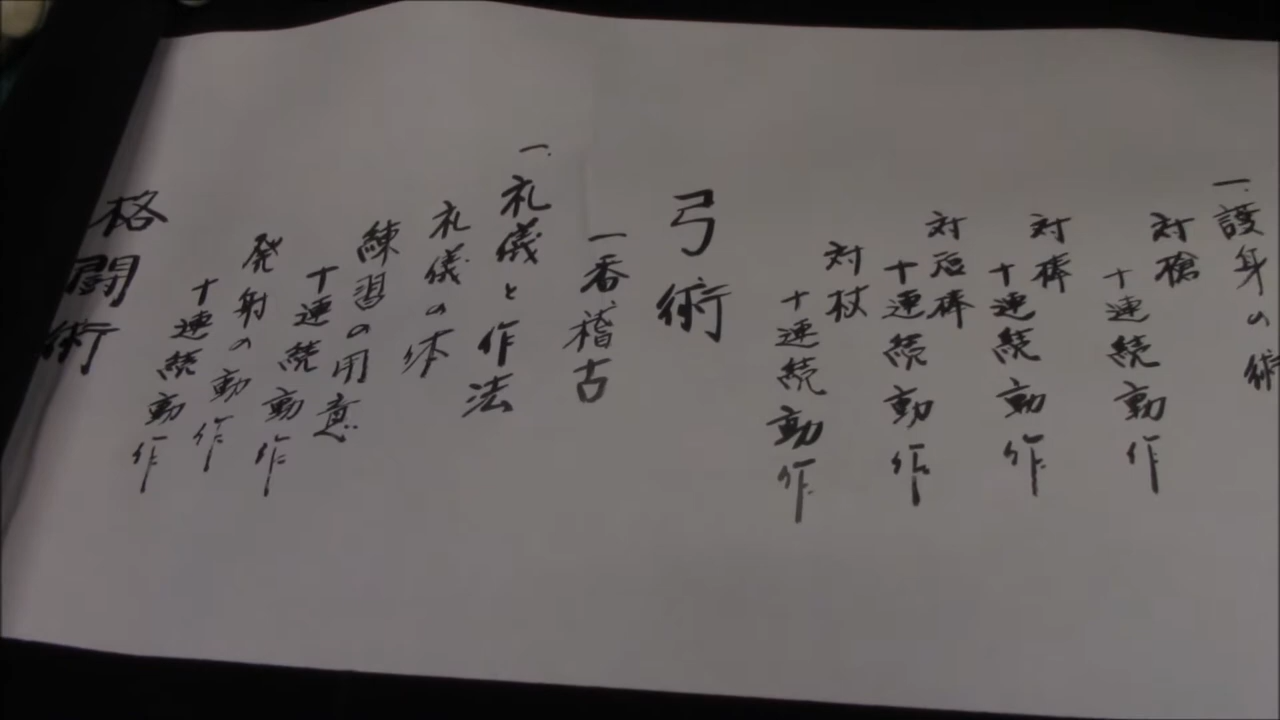 一.護身の術
対槍
十連続動作
対棒
十連続動作
対短棒
十連続動作
対杖
十連続動作
弓術
一番稽古
一.礼儀と作法
礼儀の体
練習の用意
十連続動作
発射の動作
十連続動作
格闘術